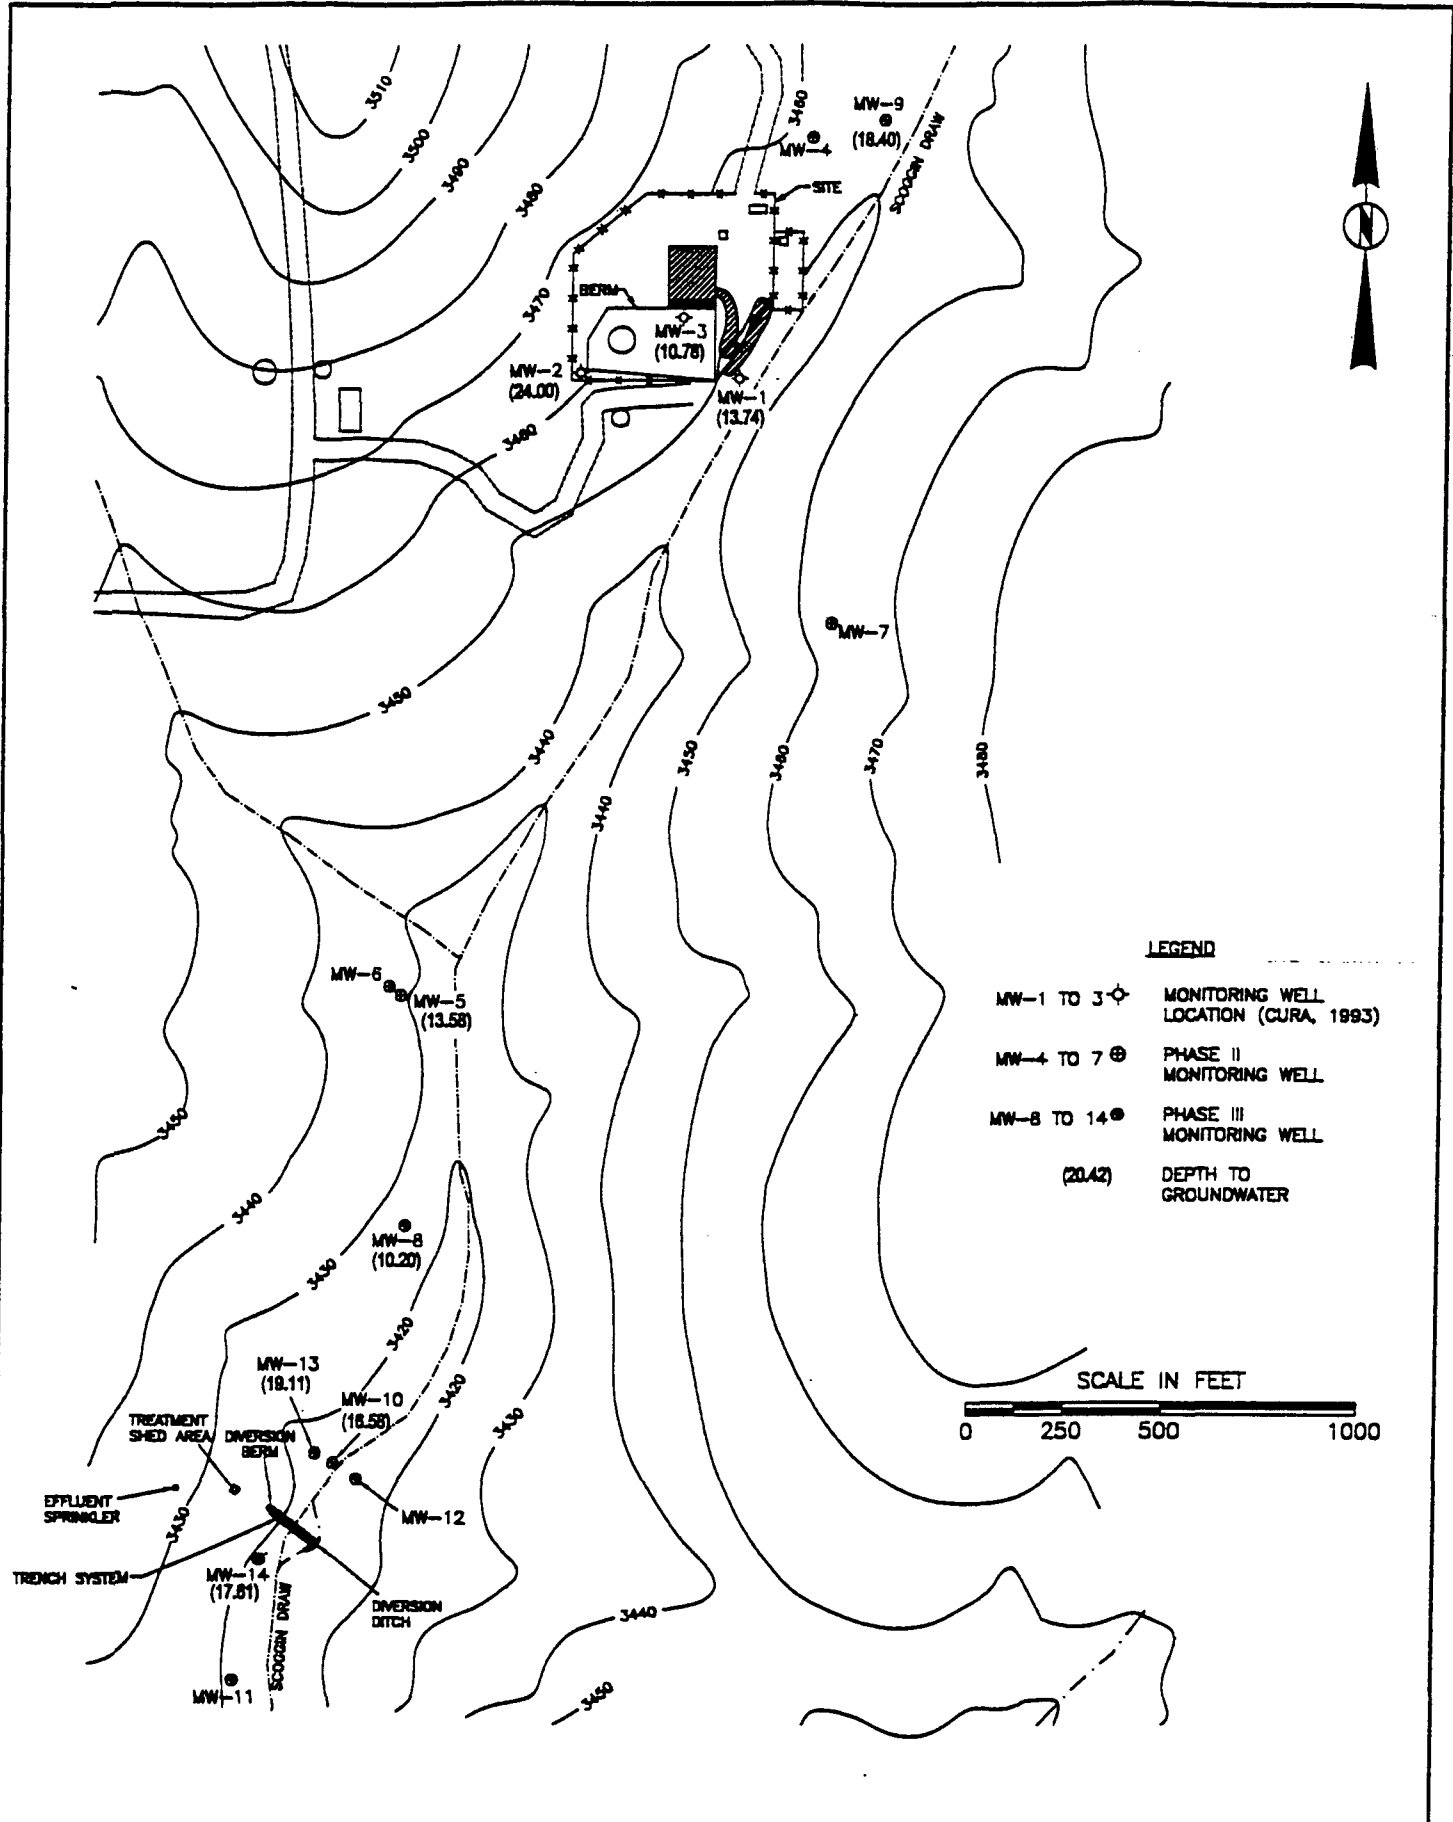 3510
3500
3490
3480
3470
3460
3460
MW-9
(18.40)
MW-4
SCOGGIN DRAW
SITE
BERM
MW-3
(10.78)
MW-2
(24.00)
MW-1
(13.74)
MW-7
3450
3440
3440
3450
3460
3470
3480
MW-6
MW-5
(13.58)
3450
3440
3430
MW-8
(10.20)
3420
3420
3430
MW-13
(19.11)
MW-10
(16.58)
TREATMENT
SHED AREA
DIVERSION
BERM
EFFLUENT
SPRINKLER
3430
MW-12
TRENCH SYSTEM
MW-14
(17.61)
DIVERSION
DITCH
SCOGGIN DRAW
MW-11
3440
3450
LEGEND
MW-1 TO 3 MONITORING WELL
LOCATION (CURA, 1993)
MW-4 TO 7 PHASE II
MONITORING WELL
MW-8 TO 14 PHASE III
MONITORING WELL
(20.42) DEPTH TO
GROUNDWATER
SCALE IN FEET
0 250 500 1000
N